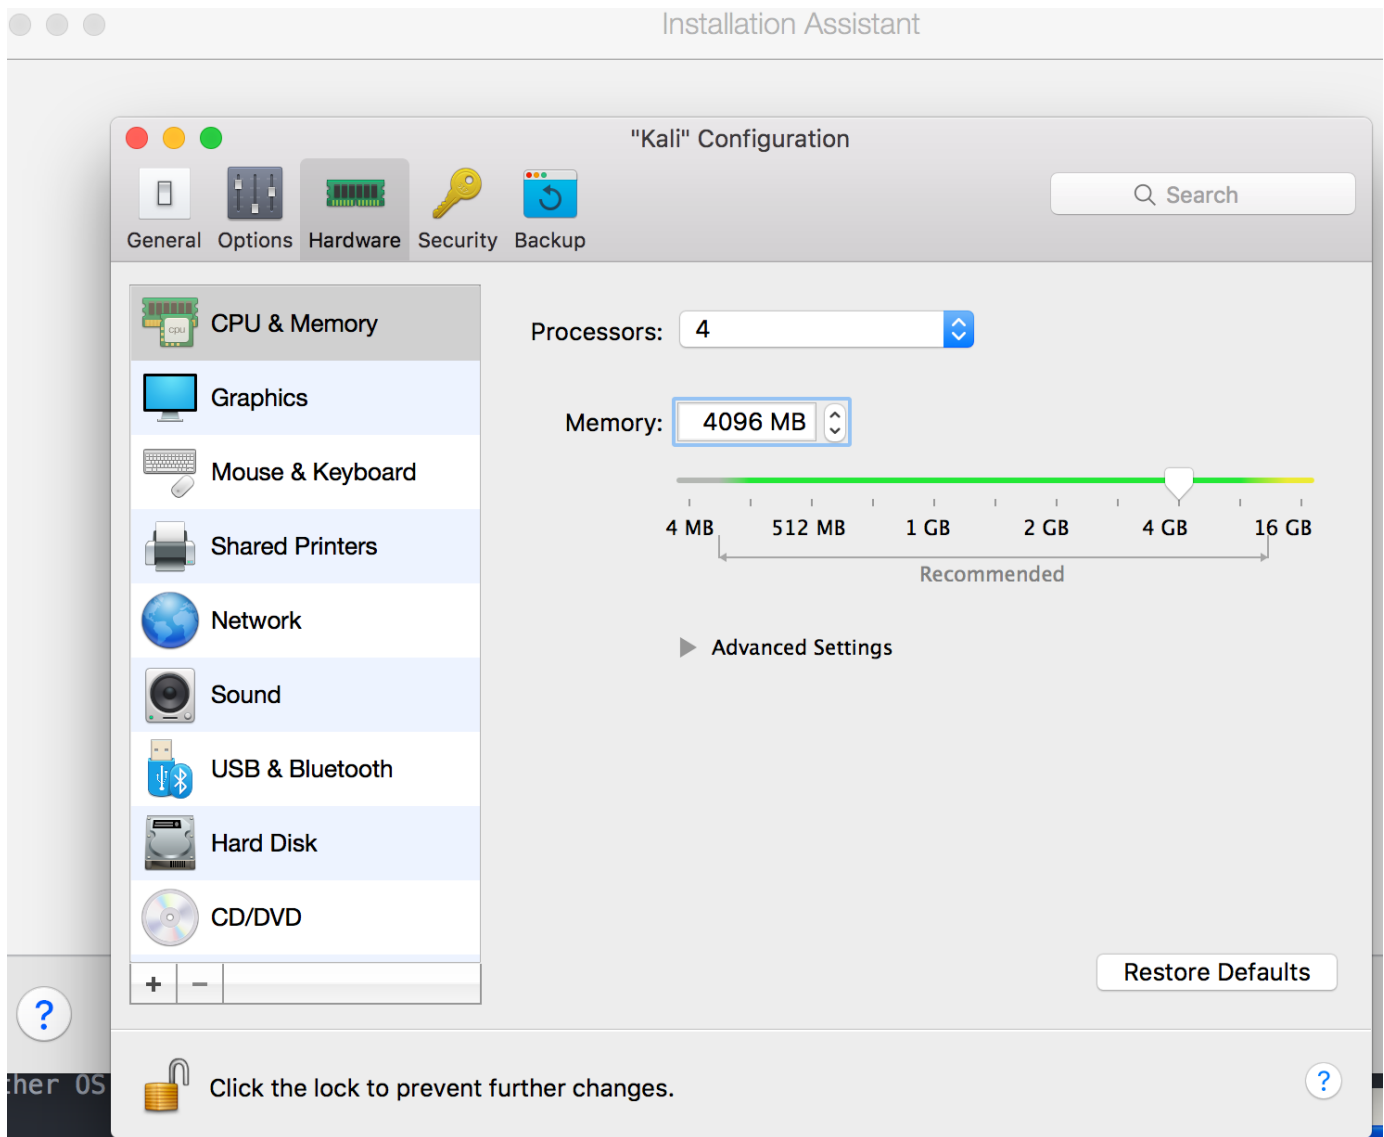 Installation Assistant
"Kali" Configuration
General Options Hardware Security Backup
Search
CPU & Memory
Graphics
Mouse & Keyboard
Shared Printers
Network
Sound
USB & Bluetooth
Hard Disk
CD/DVD
+ −
Processors: 4
Memory: 4096 MB
4 MB 512 MB 1 GB 2 GB 4 GB 16 GB
Recommended
Advanced Settings
Restore Defaults
?
Click the lock to prevent further changes.
?
ther OS
cpu